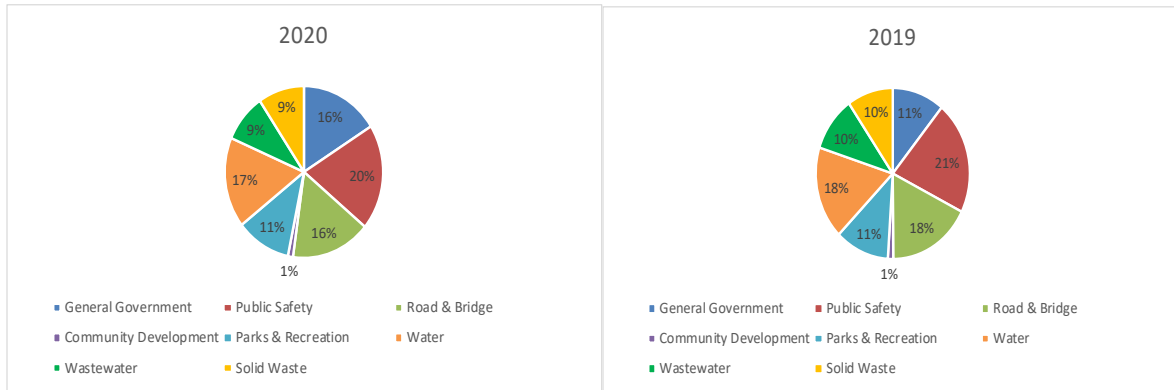 2020
9%
16%
9%
20%
17%
11%
16%
1%
General Government
Public Safety
Road & Bridge
Community Development
Parks & Recreation
Water
Wastewater
Solid Waste
2019
10%
11%
10%
21%
18%
11%
18%
1%
General Government
Public Safety
Road & Bridge
Community Development
Parks & Recreation
Water
Wastewater
Solid Waste